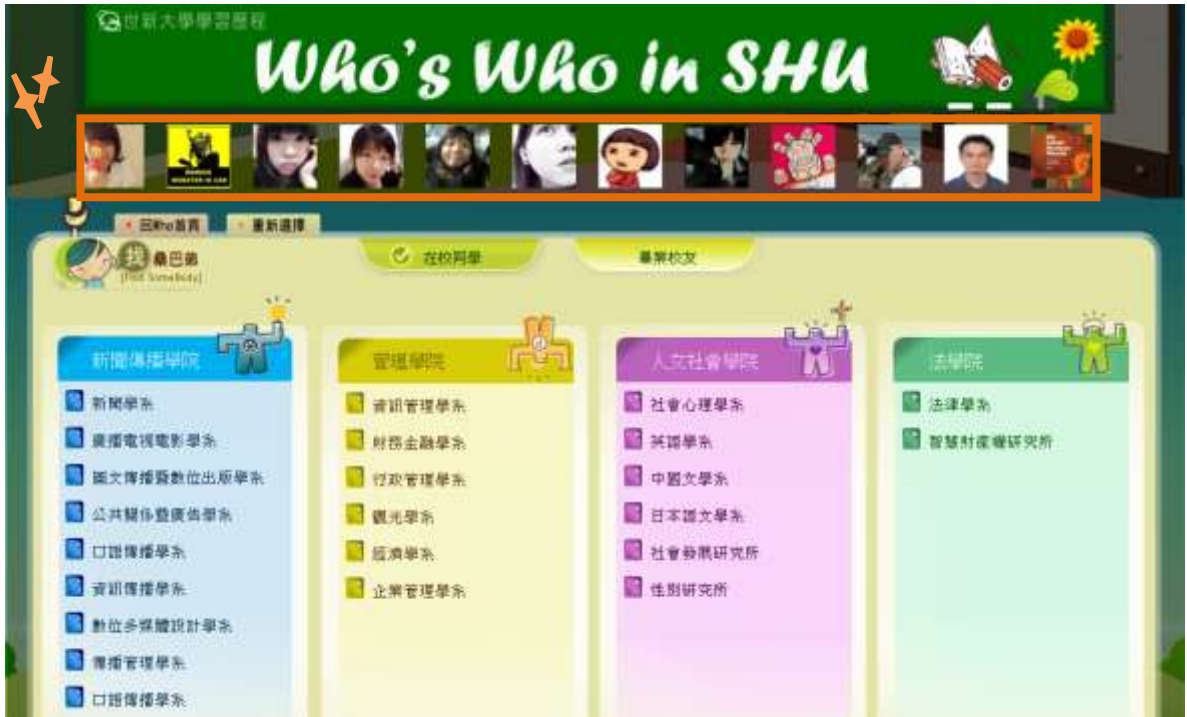 世新大學學習歷程
Who's Who in SHU
回Who首頁
重新選擇
找 桑巴弟
[Find SomeBody]
在校同學
畢業校友
新聞傳播學院
新聞學系
廣播電視電影學系
圖文傳播暨數位出版學系
公共關係暨廣告學系
口語傳播學系
資訊傳播學系
數位多媒體設計學系
傳播管理學系
口語傳播學系
管理學院
資訊管理學系
財務金融學系
行政管理學系
觀光學系
經濟學系
企業管理學系
人文社會學院
社會心理學系
英語學系
中國文學系
日本語文學系
社會發展研究所
性別研究所
法學院
法律學系
智慧財產權研究所